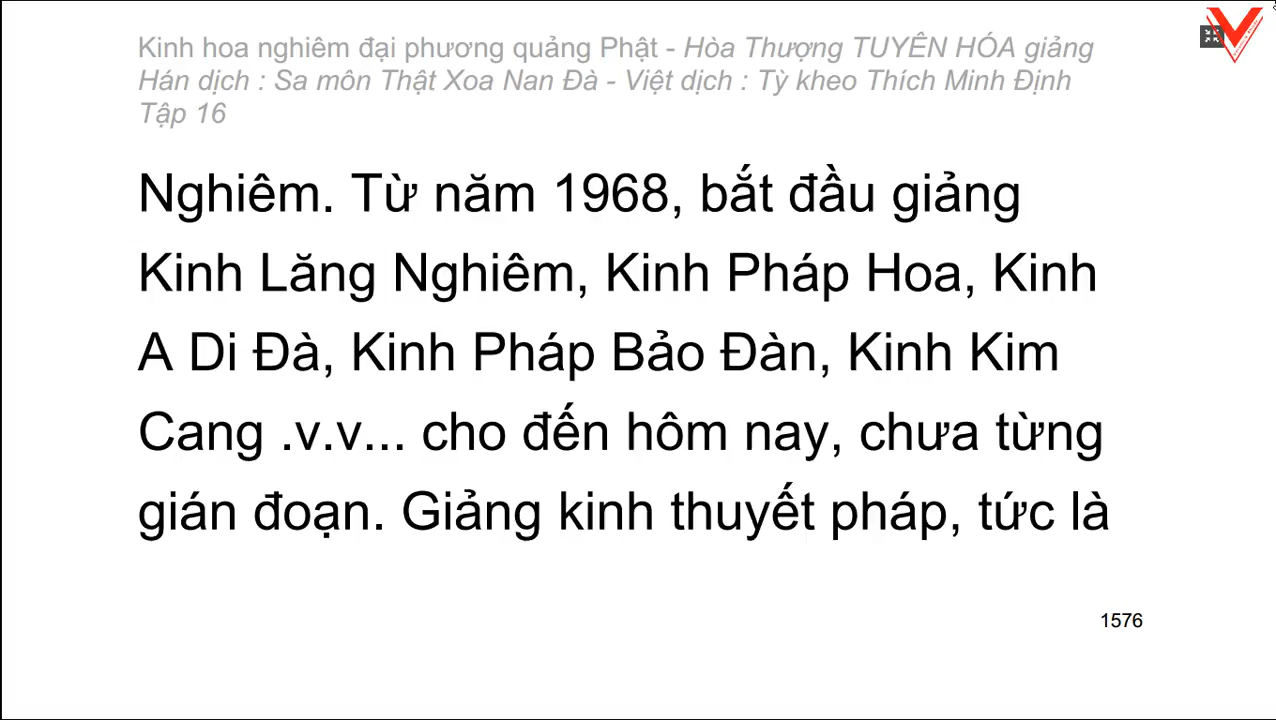 Kinh hoa nghiêm đại phương quảng Phật - Hòa Thượng TUYÊN HÓA giảng
Hán dịch : Sa môn Thật Xoa Nan Đà - Việt dịch : Tỳ kheo Thích Minh Định
Tập 16
Nghiêm. Từ năm 1968, bắt đầu giảng
Kinh Lăng Nghiêm, Kinh Pháp Hoa, Kinh
A Di Đà, Kinh Pháp Bảo Đàn, Kinh Kim
Cang .v.v... cho đến hôm nay, chưa từng
gián đoạn. Giảng kinh thuyết pháp, tức là
1576